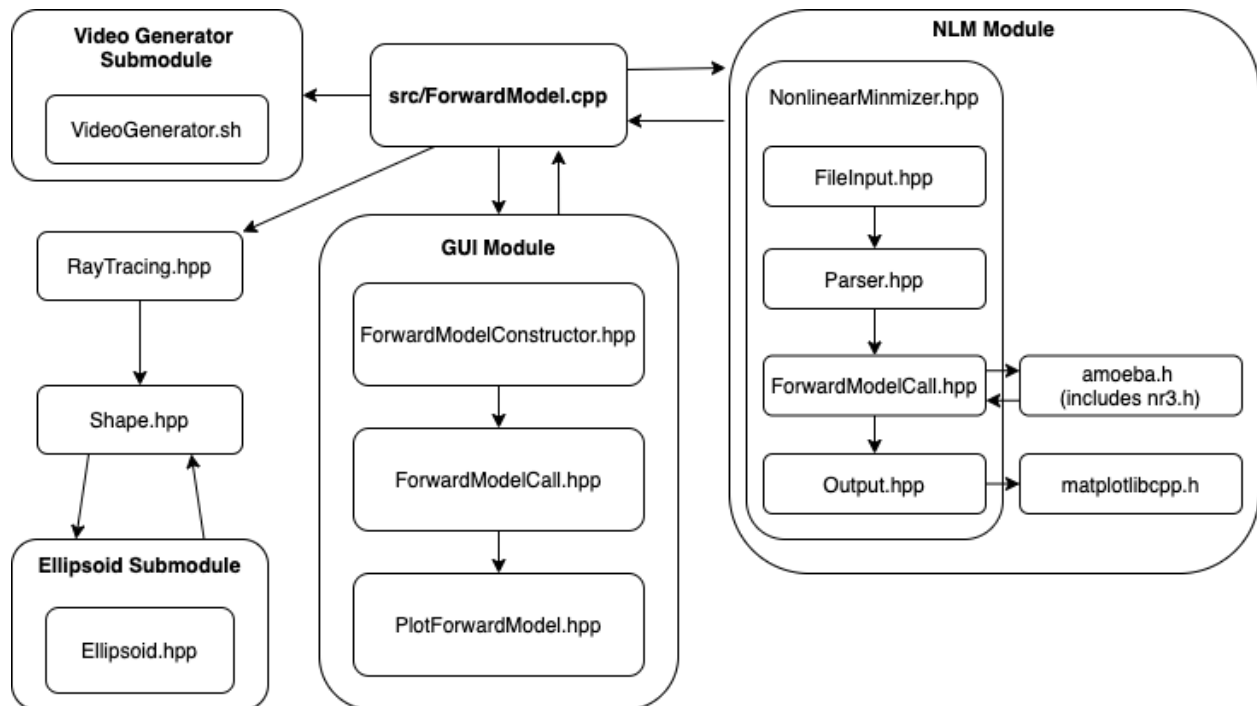 Video Generator
Submodule
VideoGenerator.sh
src/ForwardModel.cpp
NLM Module
NonlinearMinmizer.hpp
FileInput.hpp
Parser.hpp
ForwardModelCall.hpp
amoeba.h
(includes nr3.h)
Output.hpp
matplotlibcpp.h
RayTracing.hpp
Shape.hpp
Ellipsoid Submodule
Ellipsoid.hpp
GUI Module
ForwardModelConstructor.hpp
ForwardModelCall.hpp
PlotForwardModel.hpp